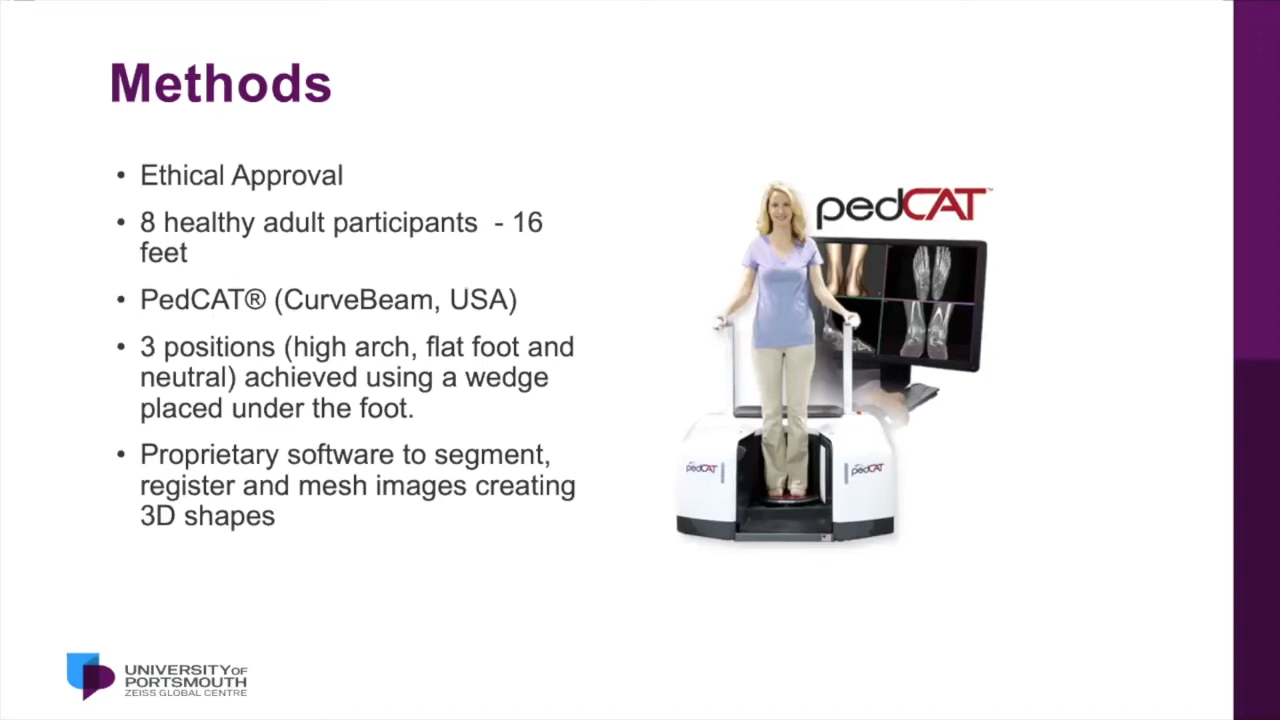 Methods
• Ethical Approval
• 8 healthy adult participants - 16
feet
• PedCAT® (CurveBeam, USA)
• 3 positions (high arch, flat foot and
neutral) achieved using a wedge
placed under the foot.
• Proprietary software to segment,
register and mesh images creating
3D shapes
pedCAT™
pedCAT
pedCAT
UNIVERSITY OF
PORTSMOUTH
ZEISS GLOBAL CENTRE